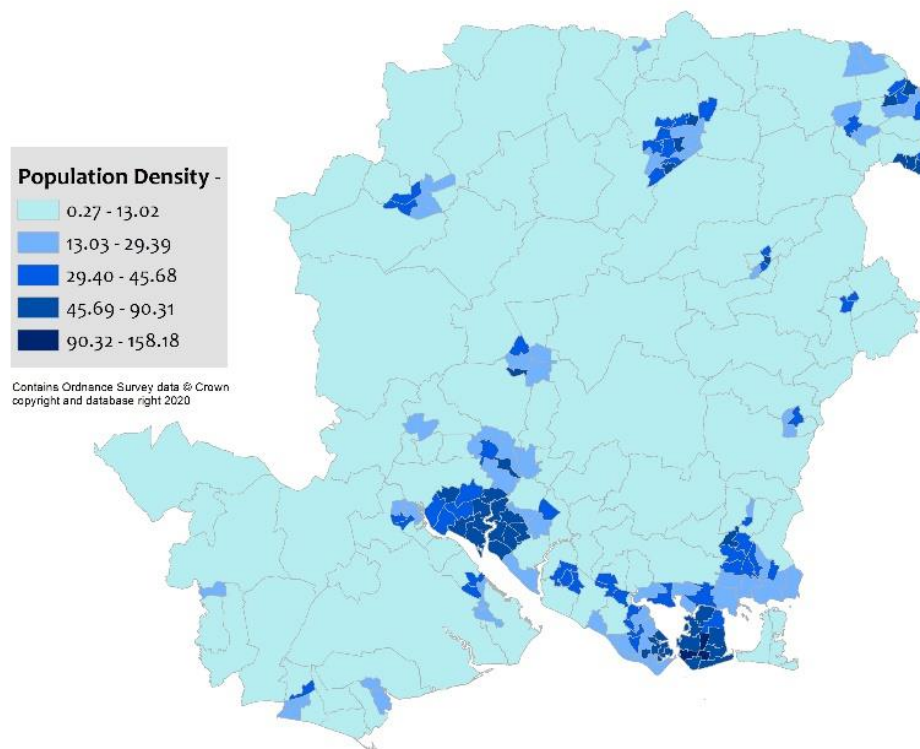 Population Density -
0.27 - 13.02
13.03 - 29.39
29.40 - 45.68
45.69 - 90.31
90.32 - 158.18
Contains Ordnance Survey data © Crown
copyright and database right 2020